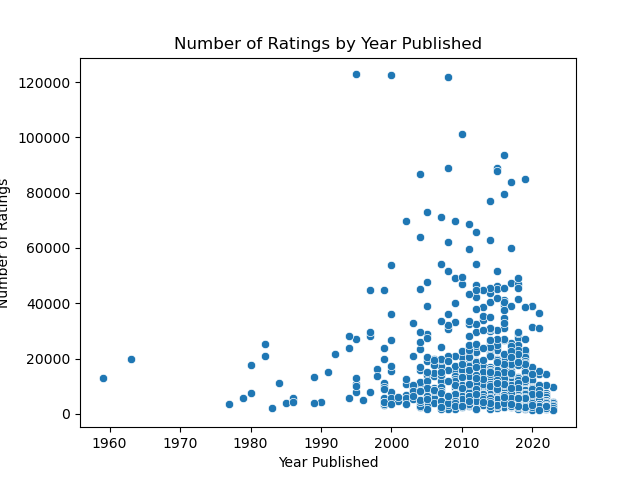 Number of Ratings by Year Published
120000
100000
80000
60000
40000
20000
0
Number of Ratings
1960 1970 1980 1990 2000 2010 2020
Year Published